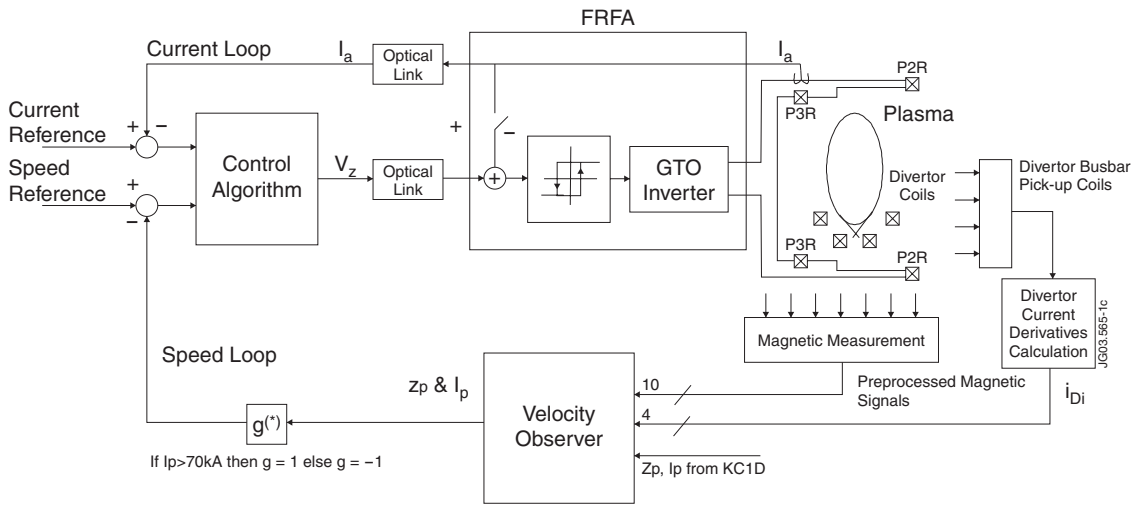 FRFA
Current Loop
I_a
Optical
Link
I_a
P2R
P3R
Plasma
Current
Reference
+
−
+
−
Speed
Reference
+
−
Control
Algorithm
V_z
Optical
Link
+
GTO
Inverter
Divertor
Coils
Divertor Busbar
Pick-up Coils
P3R
P2R
Divertor
Current
Derivatives
Calculation
JG03.565-1c
Magnetic Measurement
Speed Loop
z_p & I_p
Velocity
Observer
10
Preprocessed Magnetic
Signals
i_Di
4
g(*)
If Ip>70kA then g = 1 else g = −1
Zp, Ip from KC1D